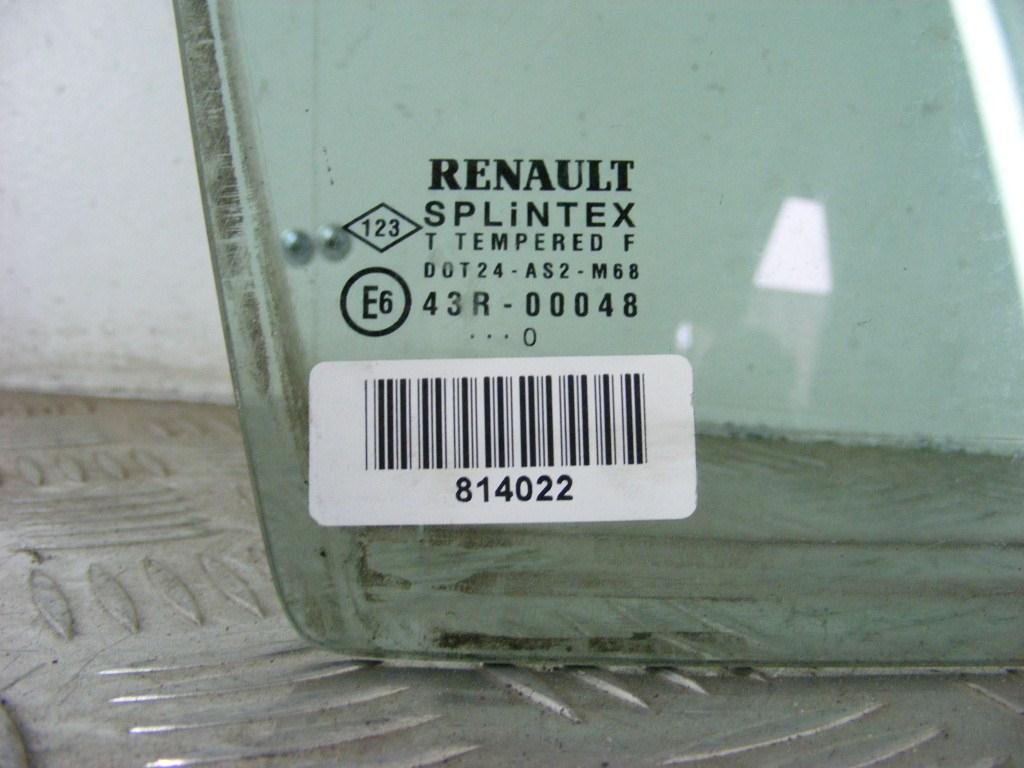 RENAULT
SPLiNTEX
123
T TEMPERED F
DOT24-AS2-M68
E6
43R-00048
...0
814022